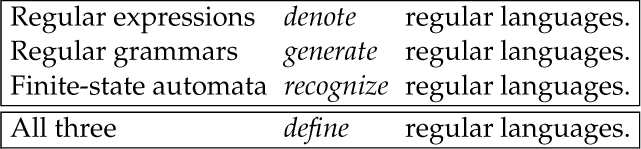 Regular expressions denote regular languages.
Regular grammars generate regular languages.
Finite-state automata recognize regular languages.
All three define regular languages.